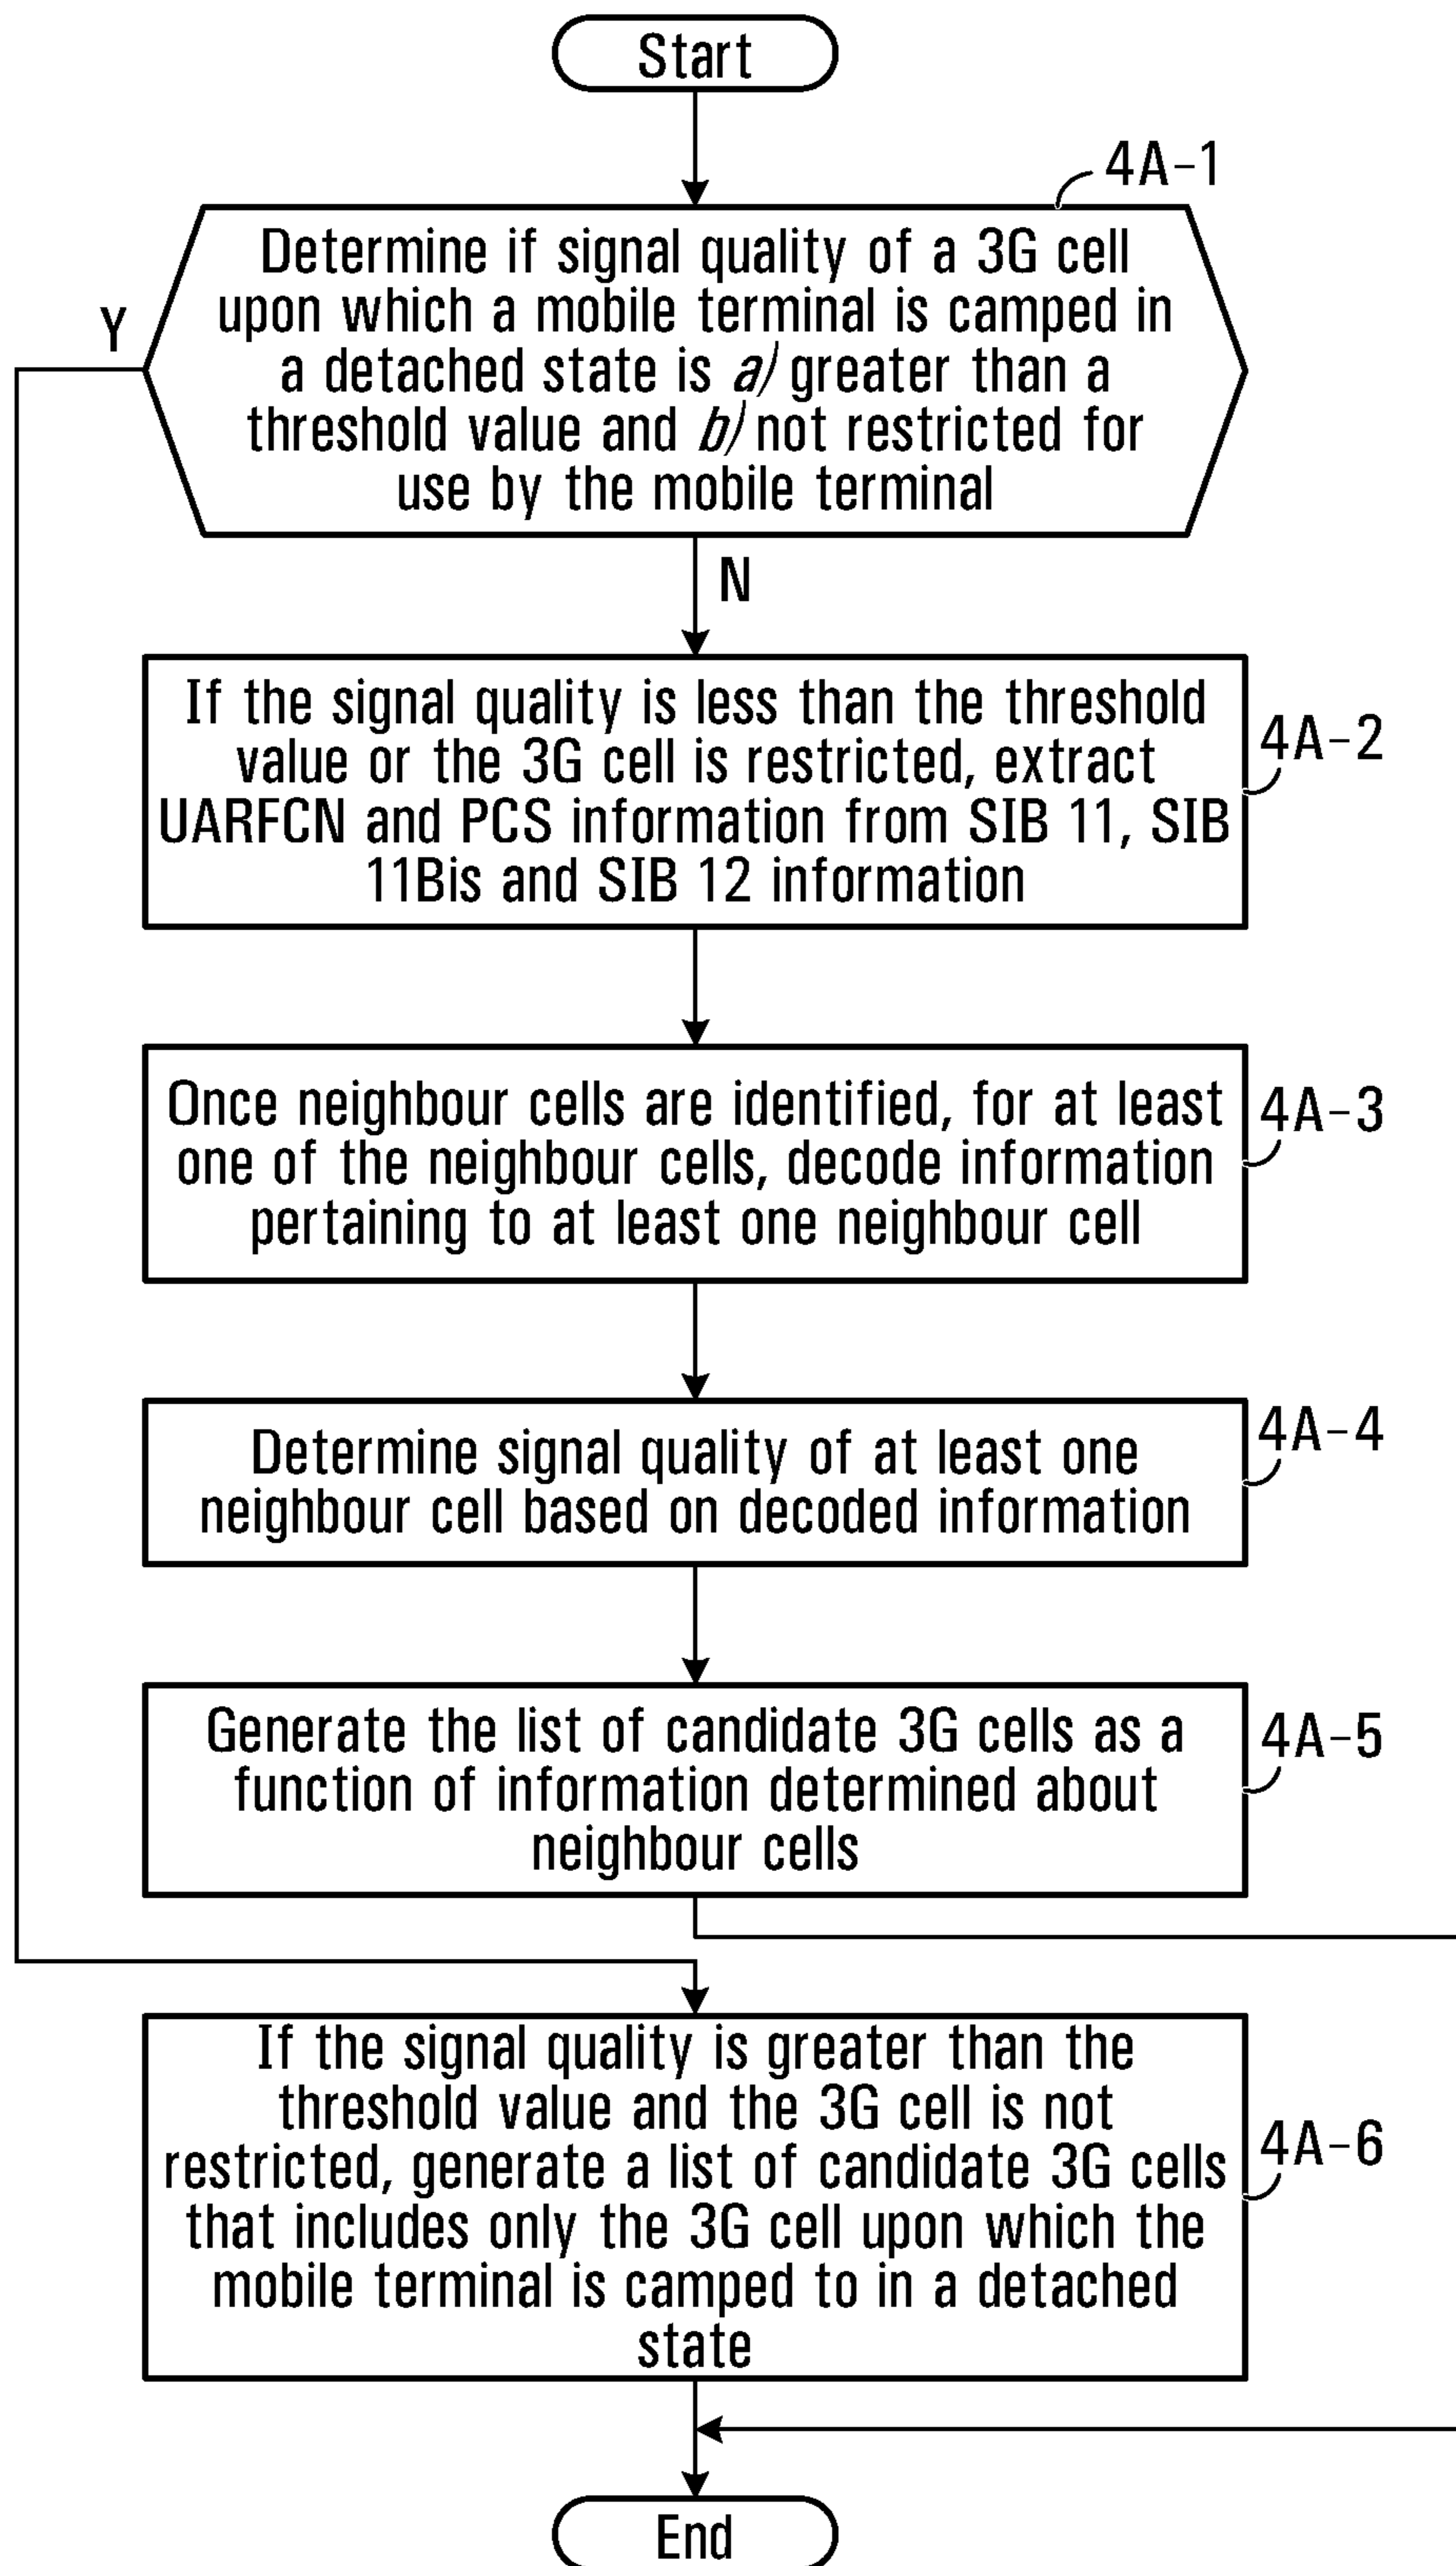 Start
4A-1
Determine if signal quality of a 3G cell
upon which a mobile terminal is camped in
a detached state is a) greater than a
threshold value and b) not restricted for
use by the mobile terminal
Y
N
If the signal quality is less than the threshold
value or the 3G cell is restricted, extract
UARFCN and PCS information from SIB 11, SIB
11Bis and SIB 12 information
4A-2
Once neighbour cells are identified, for at least
one of the neighbour cells, decode information
pertaining to at least one neighbour cell
4A-3
Determine signal quality of at least one
neighbour cell based on decoded information
4A-4
Generate the list of candidate 3G cells as a
function of information determined about
neighbour cells
4A-5
If the signal quality is greater than the
threshold value and the 3G cell is not
restricted, generate a list of candidate 3G cells
that includes only the 3G cell upon which the
mobile terminal is camped to in a detached
state
4A-6
End